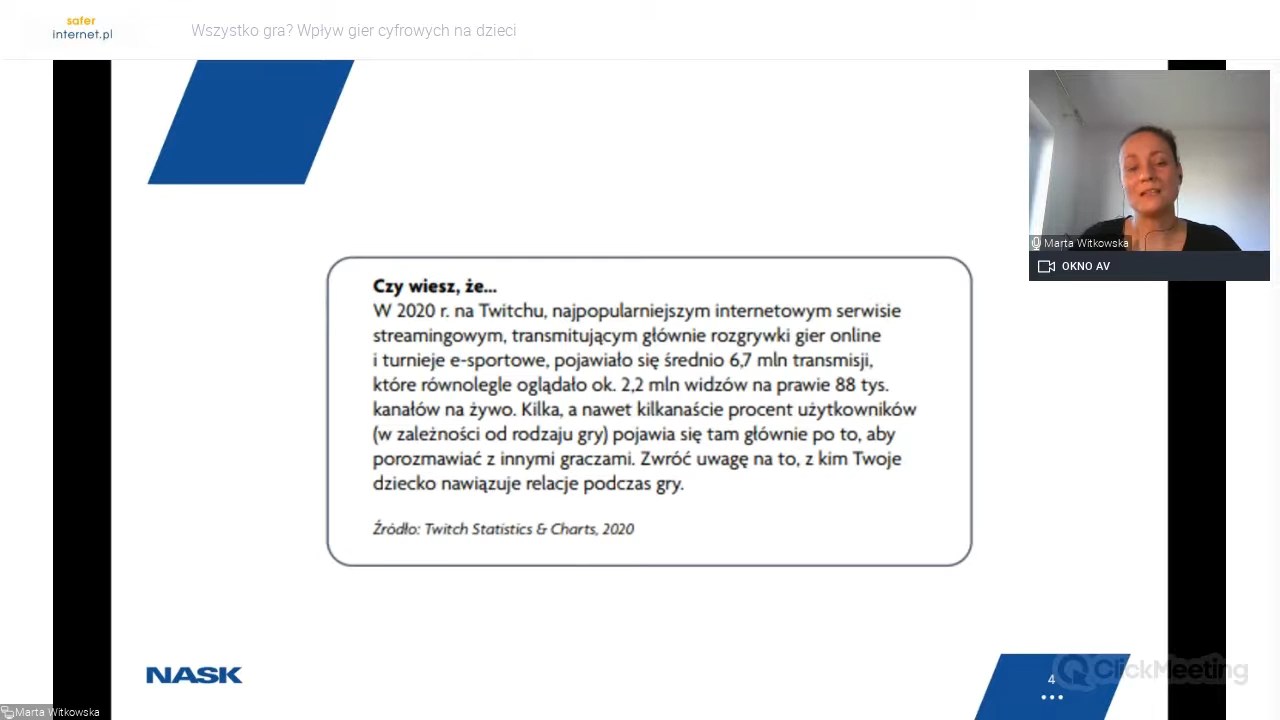 safer
internet.pl
Wszystko gra? Wpływ gier cyfrowych na dzieci
Marta Witkowska
OKNO AV
Czy wiesz, że...
W 2020 r. na Twitchu, najpopularniejszym internetowym serwisie
streamingowym, transmitującym głównie rozgrywki gier online
i turnieje e-sportowe, pojawiało się średnio 6,7 mln transmisji,
które równolegle oglądało ok. 2,2 mln widzów na prawie 88 tys.
kanałów na żywo. Kilka, a nawet kilkanaście procent użytkowników
(w zależności od rodzaju gry) pojawia się tam głównie po to, aby
porozmawiać z innymi graczami. Zwróć uwagę na to, z kim Twoje
dziecko nawiązuje relacje podczas gry.
Źródło: Twitch Statistics & Charts, 2020
NASK
4
ClickMeeting
Marta Witkowska